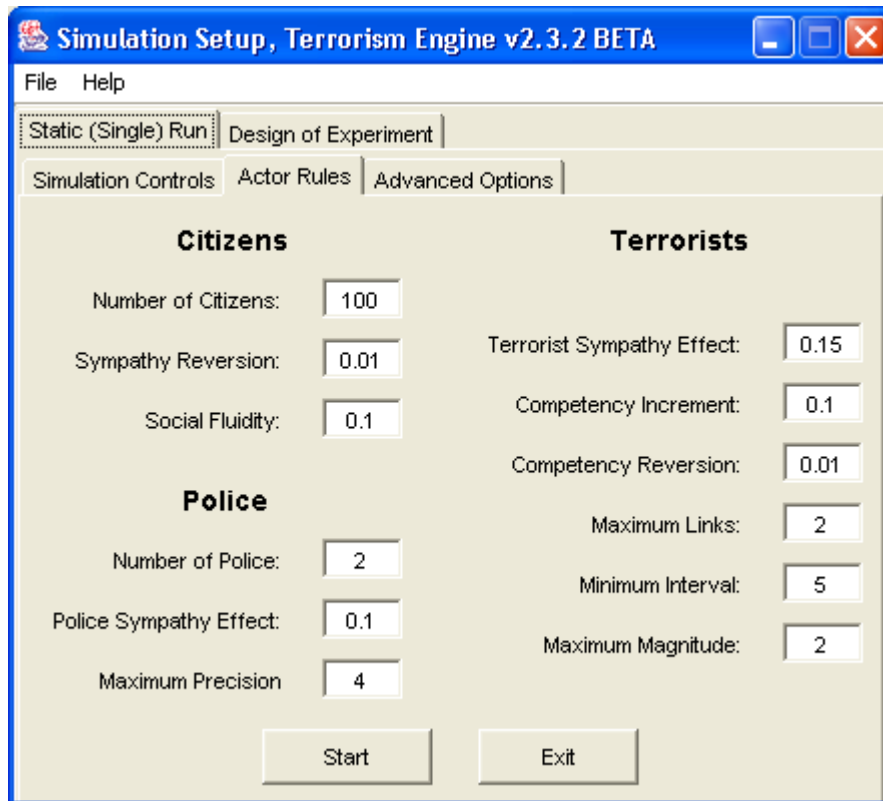 Simulation Setup, Terrorism Engine v2.3.2 BETA
File Help
Static (Single) Run Design of Experiment
Simulation Controls Actor Rules Advanced Options
Citizens
Number of Citizens: 100
Sympathy Reversion: 0.01
Social Fluidity: 0.1
Police
Number of Police: 2
Police Sympathy Effect: 0.1
Maximum Precision 4
Terrorists
Terrorist Sympathy Effect: 0.15
Competency Increment: 0.1
Competency Reversion: 0.01
Maximum Links: 2
Minimum Interval: 5
Maximum Magnitude: 2
Start Exit